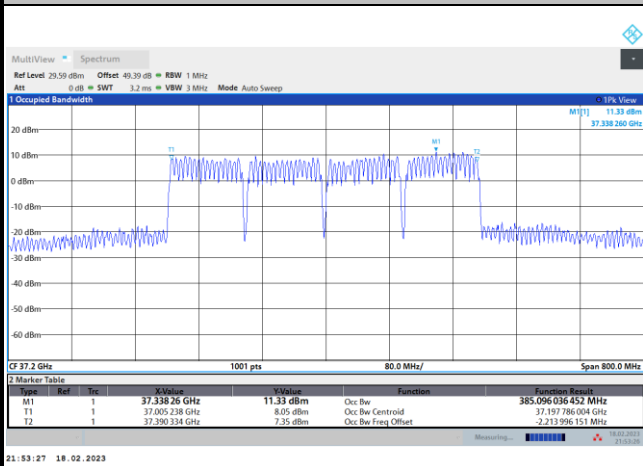 MultiView Spectrum
Ref Level 29.59 dBm Offset 49.39 dB RBW 1 MHz
Att 0 dB SWT 3.2 ms VBW 3 MHz Mode Auto Sweep
1 Occupied Bandwidth 1Pk View
M1[1] 11.33 dBm
37.338 260 GHz
20 dBm
M1
T1 T2
10 dBm
0 dBm
-10 dBm
-20 dBm
-30 dBm
-40 dBm
-50 dBm
-60 dBm
CF 37.2 GHz 1001 pts 80.0 MHz/ Span 800.0 MHz
2 Marker Table
Type Ref Trc X-Value Y-Value Function Function Result
M1 1 37.338 26 GHz 11.33 dBm Occ Bw 385.096 036 452 MHz
T1 1 37.005 238 GHz 8.05 dBm Occ Bw Centroid 37.197 786 004 GHz
T2 1 37.390 334 GHz 7.35 dBm Occ Bw Freq Offset -2.213 996 151 MHz
Measuring... 18.02.2023
21:53:29
21:53:27 18.02.2023